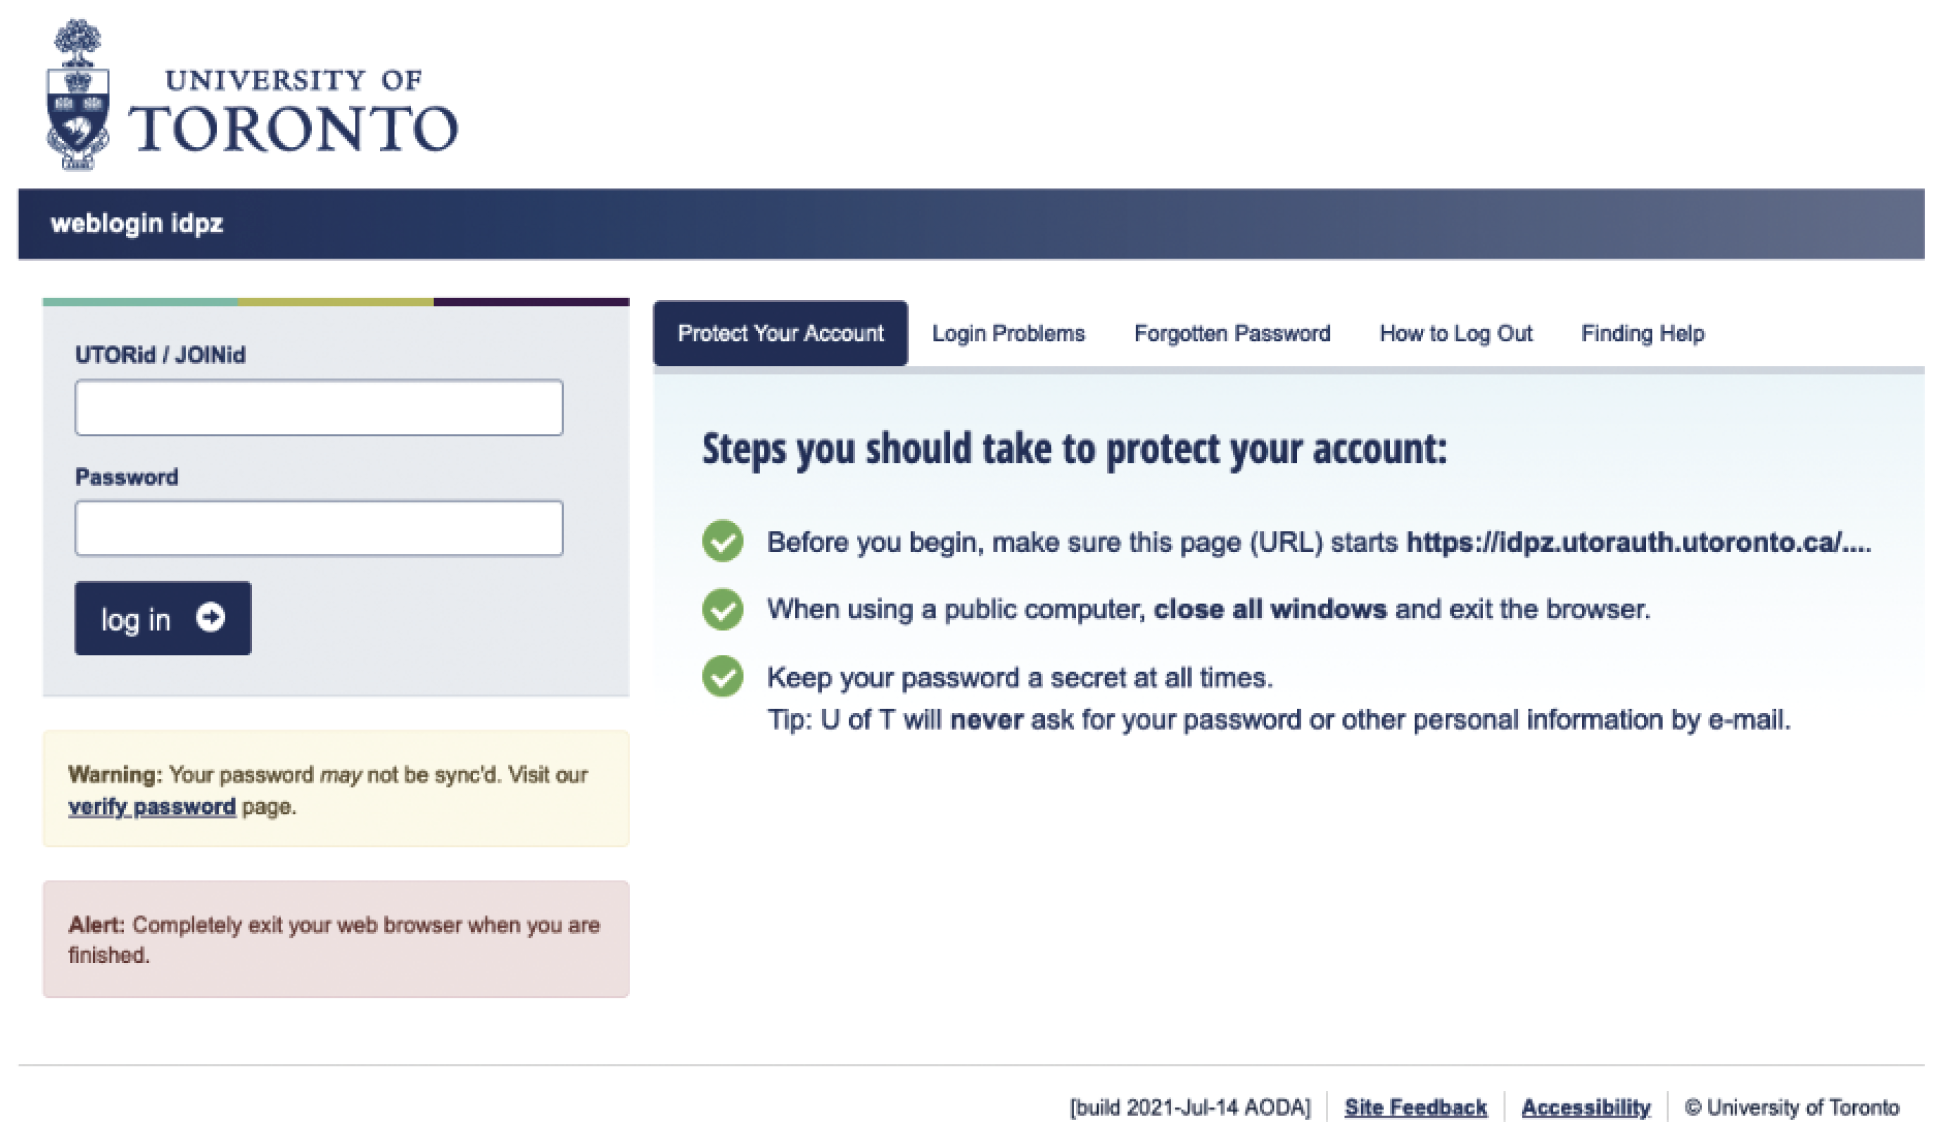 UNIVERSITY OF
TORONTO
weblogin idpz
UTORid / JOINid
Password
log in
Warning: Your password may not be sync'd. Visit our
verify password page.
Alert: Completely exit your web browser when you are
finished.
Protect Your Account
Login Problems
Forgotten Password
How to Log Out
Finding Help
Steps you should take to protect your account:
Before you begin, make sure this page (URL) starts https://idpz.utorauth.utoronto.ca/....
When using a public computer, close all windows and exit the browser.
Keep your password a secret at all times.
Tip: U of T will never ask for your password or other personal information by e-mail.
[build 2021-Jul-14 AODA]
Site Feedback
Accessibility
© University of Toronto